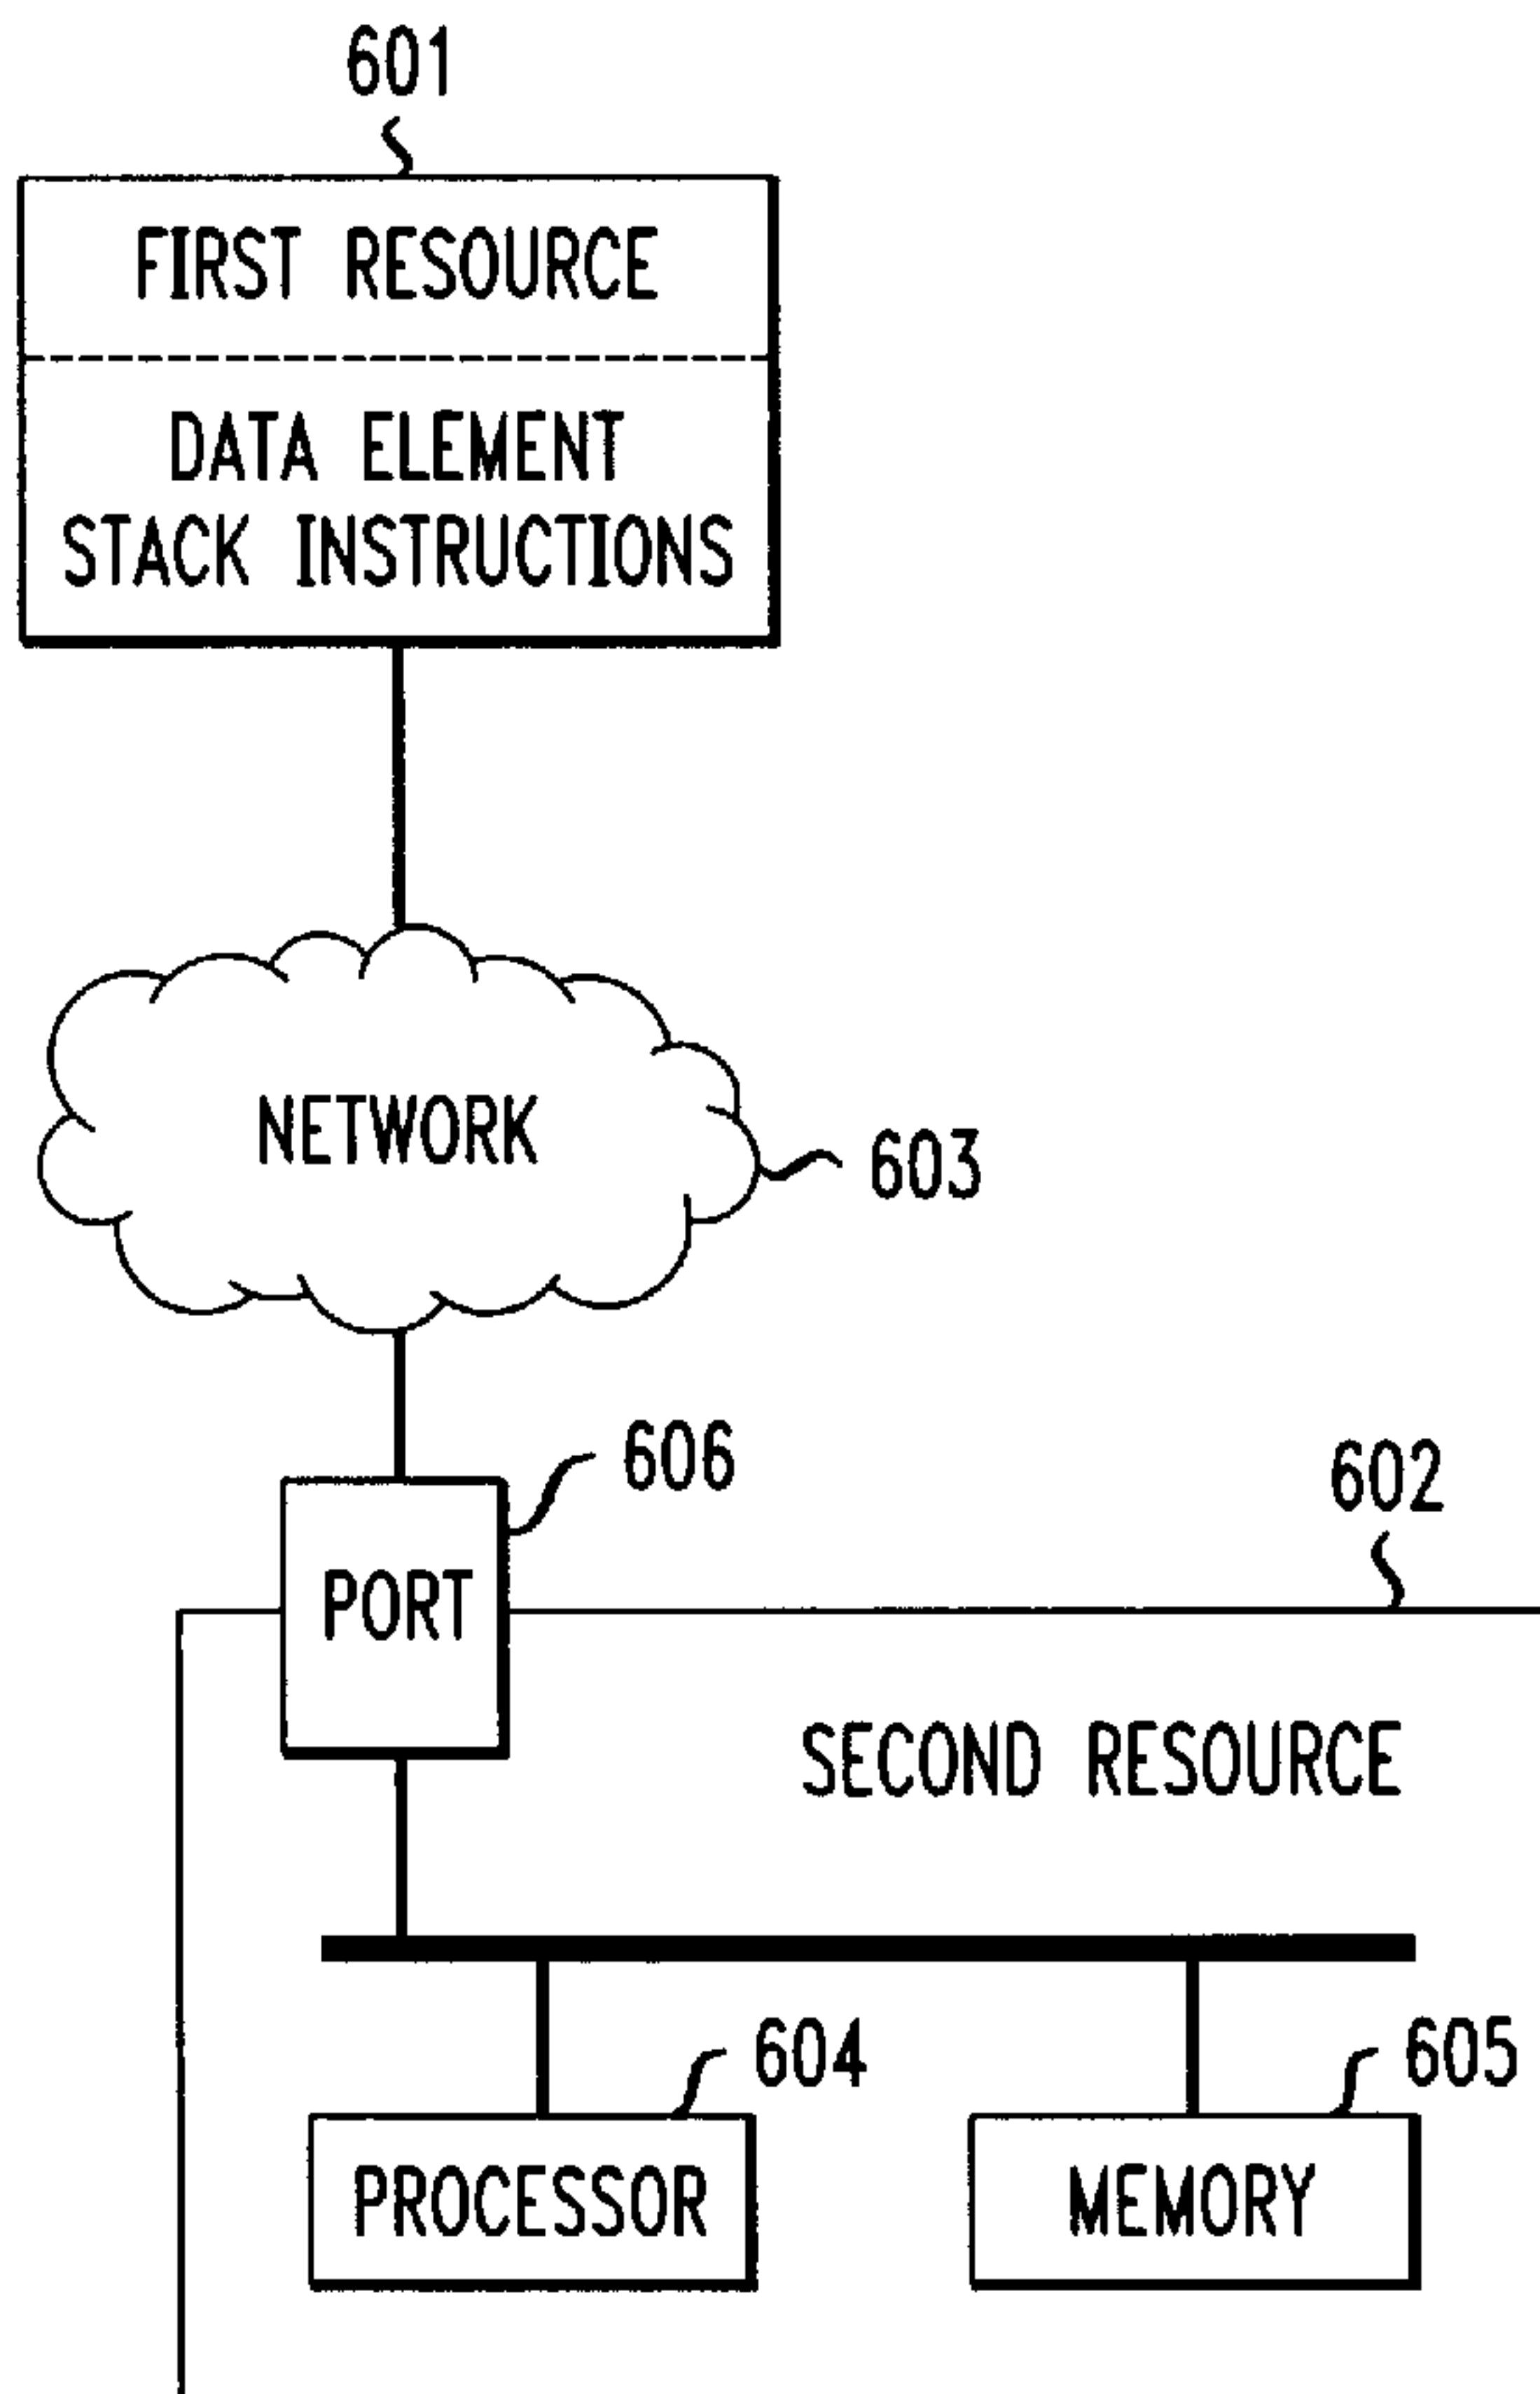 601
FIRST RESOURCE
DATA ELEMENT
STACK INSTRUCTIONS
NETWORK
603
606
602
PORT
SECOND RESOURCE
604
605
PROCESSOR
MEMORY